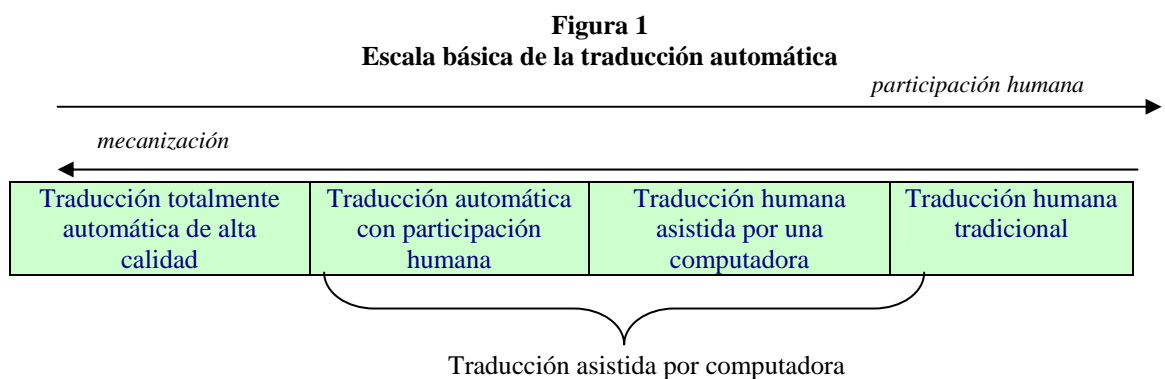 Figura 1
Escala básica de la traducción automática
participación humana
mecanización
Traducción totalmente
automática de alta
calidad
Traducción automática
con participación
humana
Traducción humana
asistida por una
computadora
Traducción humana
tradicional
Traducción asistida por computadora